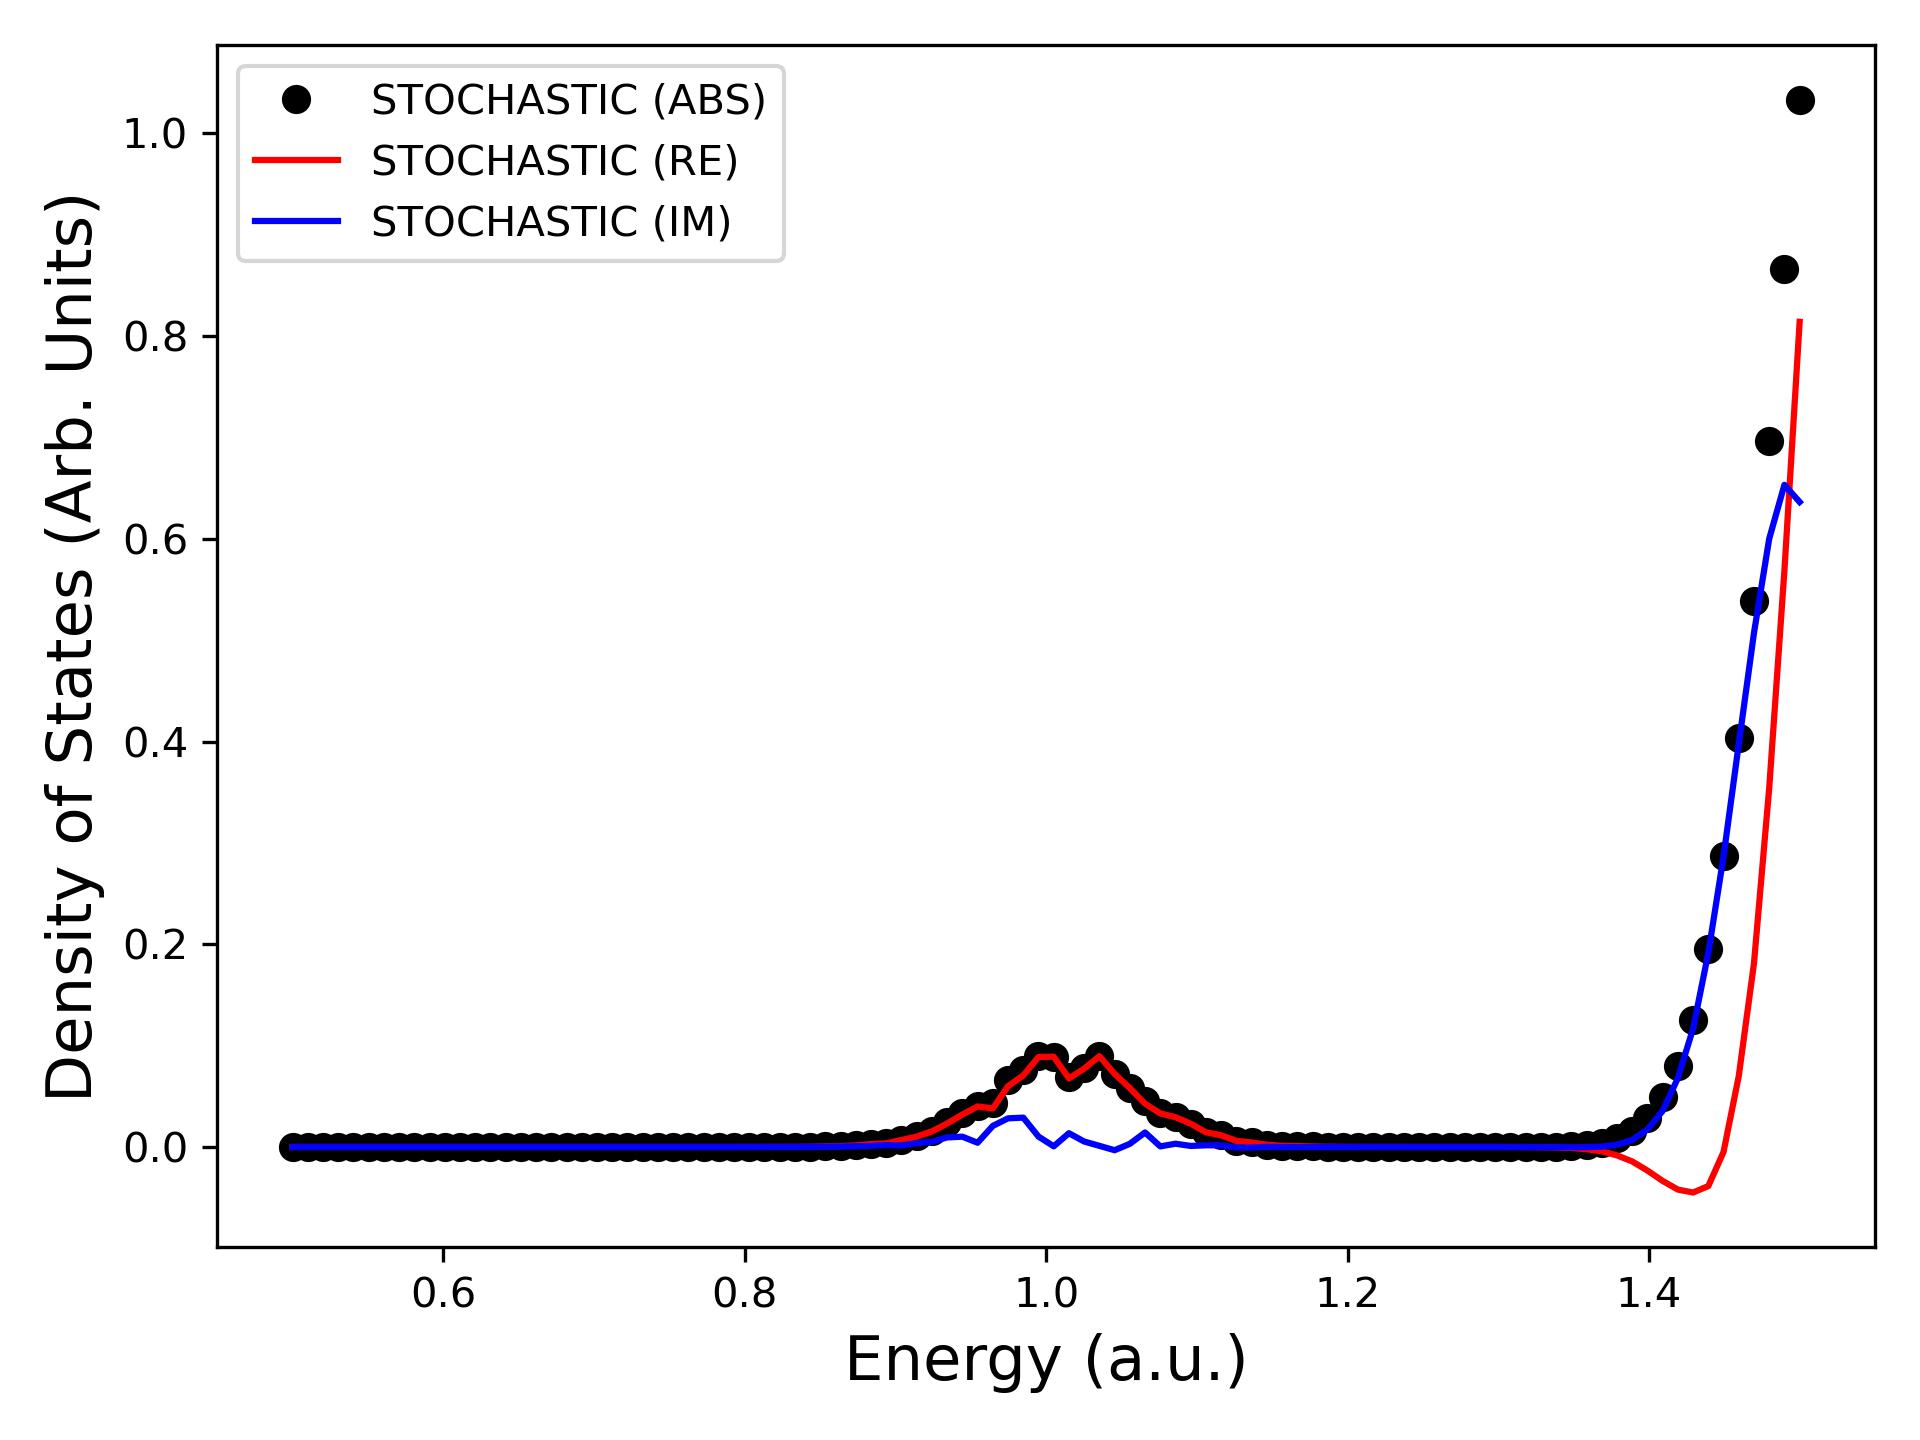 STOCHASTIC (ABS)
STOCHASTIC (RE)
STOCHASTIC (IM)
Density of States (Arb. Units)
1.0
0.8
0.6
0.4
0.2
0.0
0.6
0.8
1.0
1.2
1.4
Energy (a.u.)